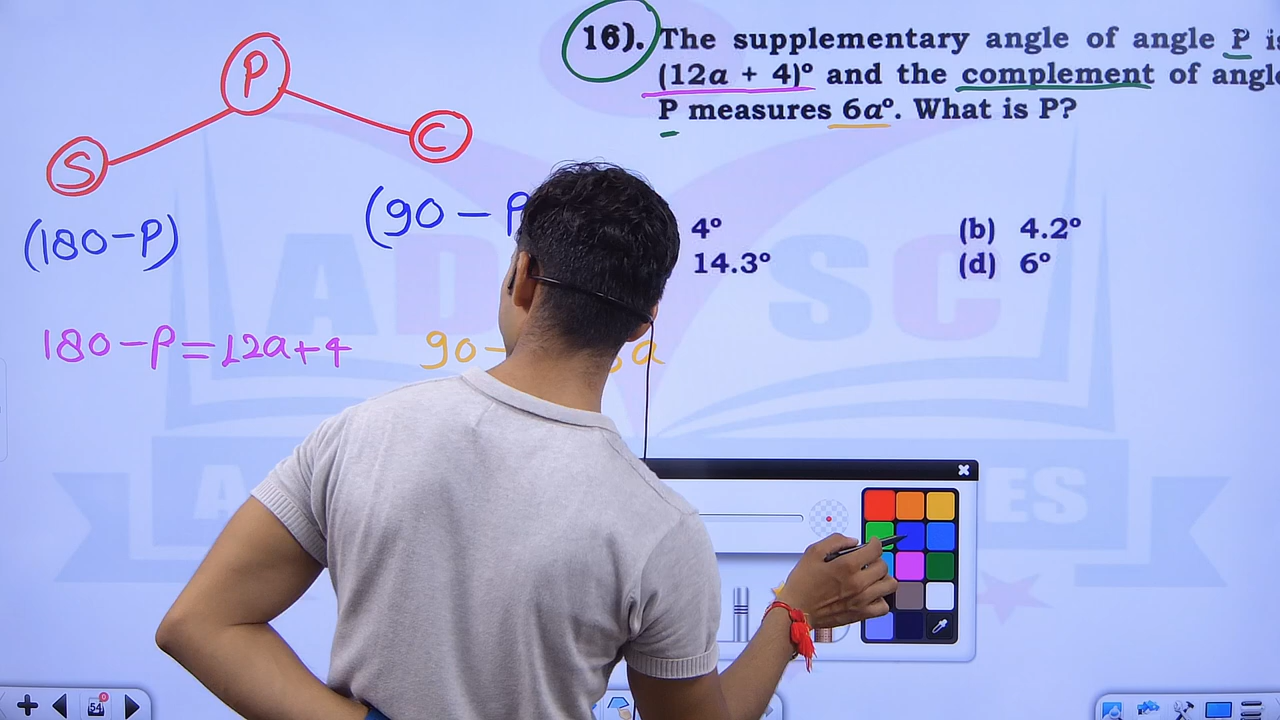 16). The supplementary angle of angle P is
(12a + 4)° and the complement of angle
P measures 6a°. What is P?
4°
(b) 4.2°
14.3°
(d) 6°
P
S
C
(180-P)
(90-P
180-P=12a+4
90-
a
54